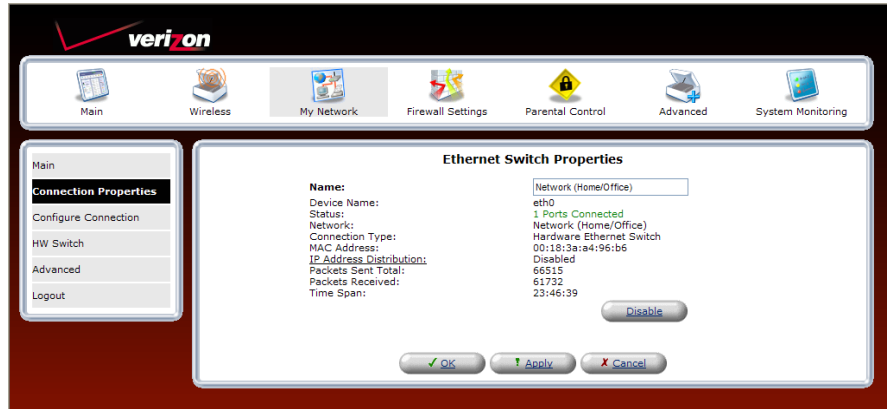 verizon
Main
Wireless
My Network
Firewall Settings
Parental Control
Advanced
System Monitoring
Main
Connection Properties
Configure Connection
HW Switch
Advanced
Logout
Ethernet Switch Properties
Name: Network (Home/Office)
Device Name: eth0
Status: 1 Ports Connected
Network: Network (Home/Office)
Connection Type: Hardware Ethernet Switch
MAC Address: 00:18:3a:a4:96:b6
IP Address Distribution: Disabled
Packets Sent Total: 66515
Packets Received: 61732
Time Span: 23:46:39
Disable
OK
Apply
Cancel